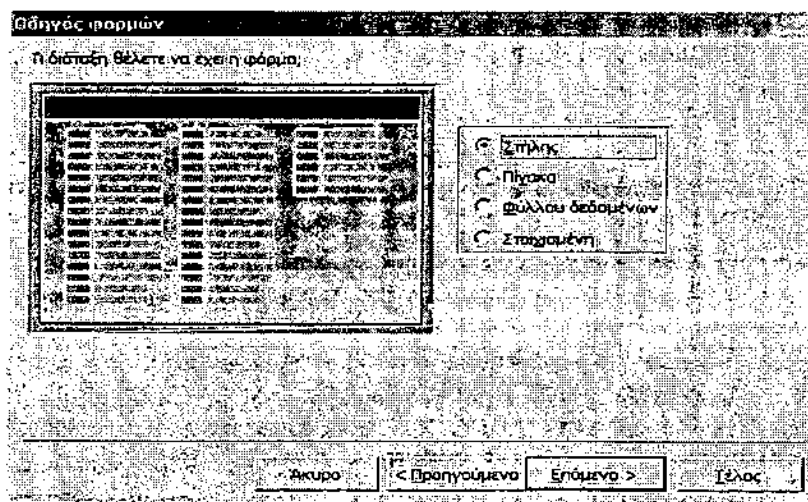 Οδηγός φορμών
Τι διάταξη θέλετε να έχει η φόρμα;
Στήλης
Πίνακα
Φύλλου δεδομένων
Στοιχισμένη
Άκυρο
< Προηγούμενο
Επόμενο >
Τέλος